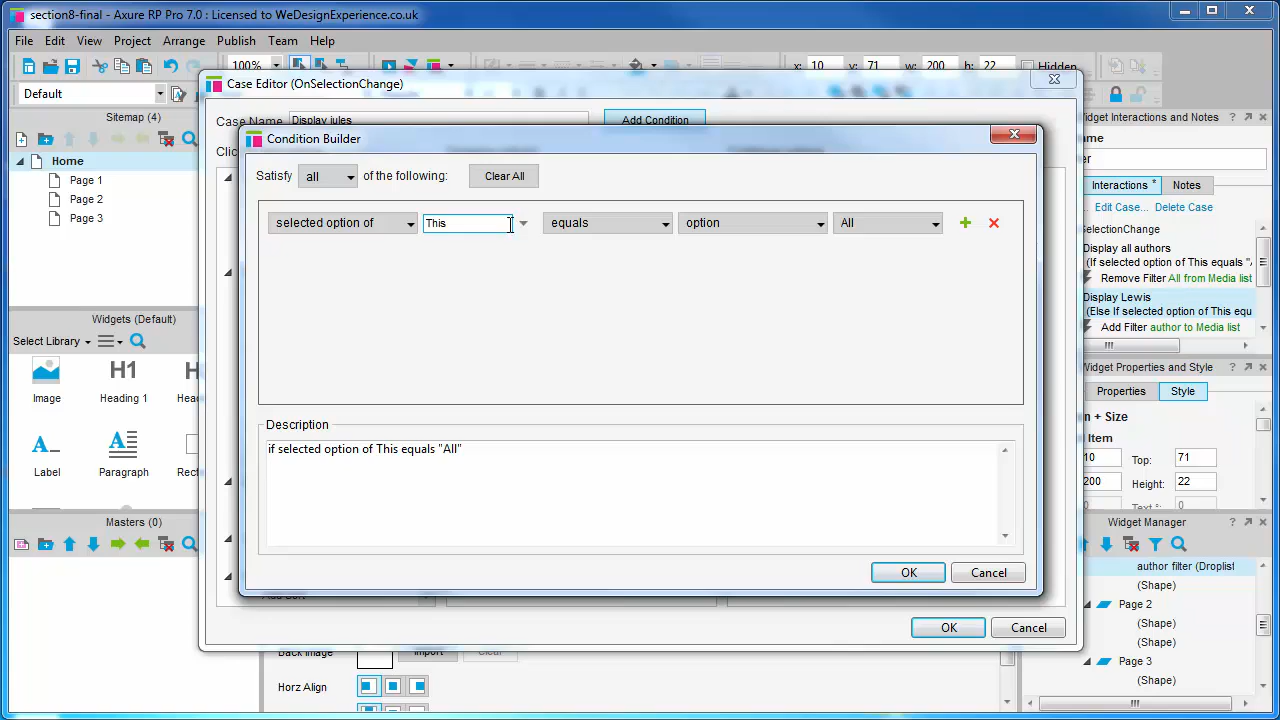 section8-final - Axure RP Pro 7.0 : Licensed to WeDesignExperience.co.uk
File Edit View Project Arrange Publish Team Help
100% x: 10 y: 71 w: 200 h: 22 Hidden
Default
Case Editor (OnSelectionChange)
Sitemap (4)
Widget Interactions and Notes
Case Name Display jules Add Condition
Condition Builder
Home
Page 1
Page 2
Page 3
Satisfy all of the following: Clear All
Interactions * Notes
Edit Case Delete Case
selected option of This equals option All
SelectionChange
Display all authors
(If selected option of This equals
Remove Filter All from Media list
Display Lewis
(Else If selected option of This equ
Add Filter author to Media list
Widgets (Default)
Select Library
Image
H1
Heading 1
Label
Paragraph
Widget Properties and Style
Properties Style
n + Size
Item
10 Top: 71
200 Height: 22
Text °: 0
Description
if selected option of This equals "All"
OK Cancel
Masters (0)
Widget Manager
author filter (Droplist
(Shape)
Page 2
(Shape)
(Shape)
Page 3
(Shape)
OK Cancel
Back Image Import Clear
Horz Align